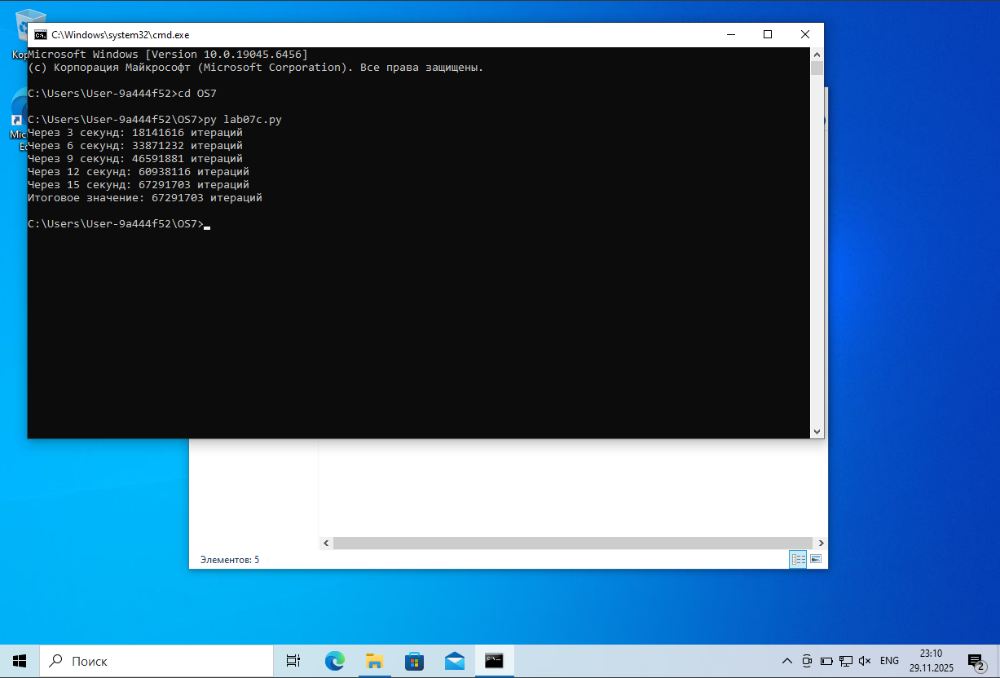 C:\Windows\system32\cmd.exe
Microsoft Windows [Version 10.0.19045.6456]
(c) Корпорация Майкрософт (Microsoft Corporation). Все права защищены.
C:\Users\User-9a444f52>cd OS7
C:\Users\User-9a444f52\OS7>py lab07c.py
Через 3 секунд: 18141616 итераций
Через 6 секунд: 33871232 итераций
Через 9 секунд: 46591881 итераций
Через 12 секунд: 60938116 итераций
Через 15 секунд: 67291703 итераций
Итоговое значение: 67291703 итераций
C:\Users\User-9a444f52\OS7>
Элементов: 5
Поиск
ENG
23:10
29.11.2025
2